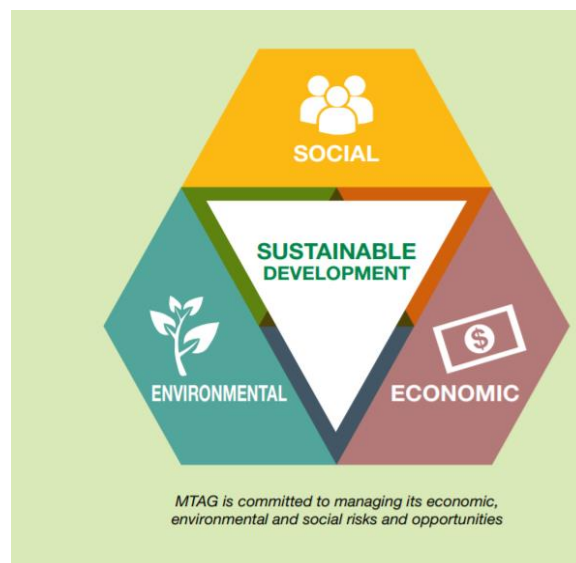 SOCIAL
SUSTAINABLE
DEVELOPMENT
ENVIRONMENTAL
$
ECONOMIC
MTAG is committed to managing its economic,
environmental and social risks and opportunities